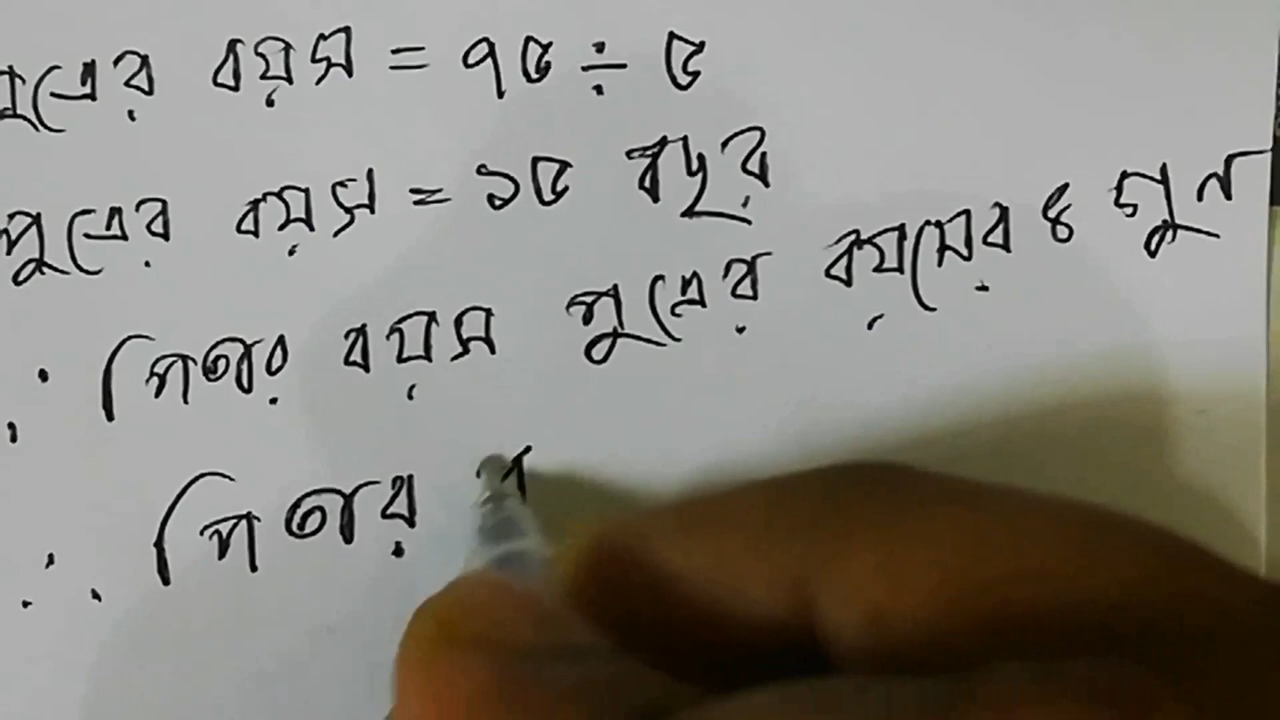 পুত্রের বয়স = ৭৫ ÷ ৫
পুত্রের বয়স = ১৫ বছর
∵ পিতার বয়স পুত্রের বয়সের ৪ গুন
∴ পিতার